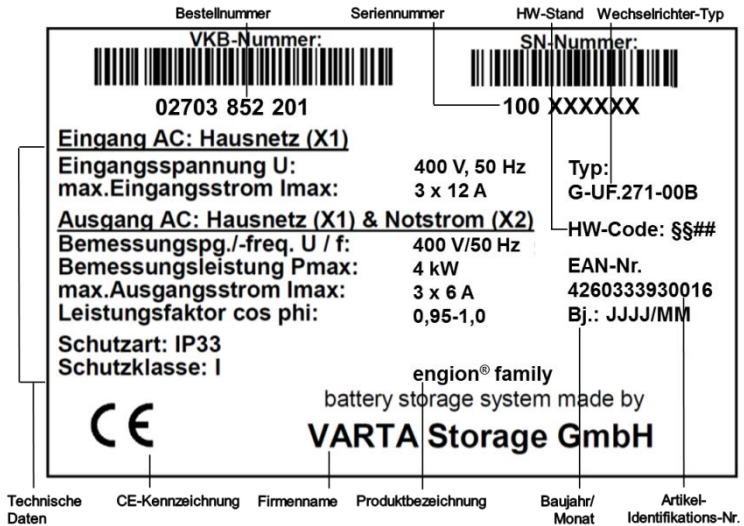 Bestellnummer Seriennummer HW-Stand Wechselrichter-Typ
VKB-Nummer: SN-Nummer:
02703 852 201 100 XXXXXX
Eingang AC: Hausnetz (X1)
Eingangsspannung U: 400 V, 50 Hz Typ:
max.Eingangsstrom Imax: 3 x 12 A G-UF.271-00B
Ausgang AC: Hausnetz (X1) & Notstrom (X2) HW-Code: §§##
Bemessungspg./-freq. U / f: 400 V/50 Hz
Bemessungsleistung Pmax: 4 kW EAN-Nr.
max.Ausgangsstrom Imax: 3 x 6 A 4260333930016
Leistungsfaktor cos phi: 0,95-1,0 Bj.: JJJJ/MM
Schutzart: IP33
Schutzklasse: I engion® family
battery storage system made by
CE VARTA Storage GmbH
Technische CE-Kennzeichnung Firmenname Produktbezeichnung Baujahr/ Artikel-
Daten Monat Identifikations-Nr.